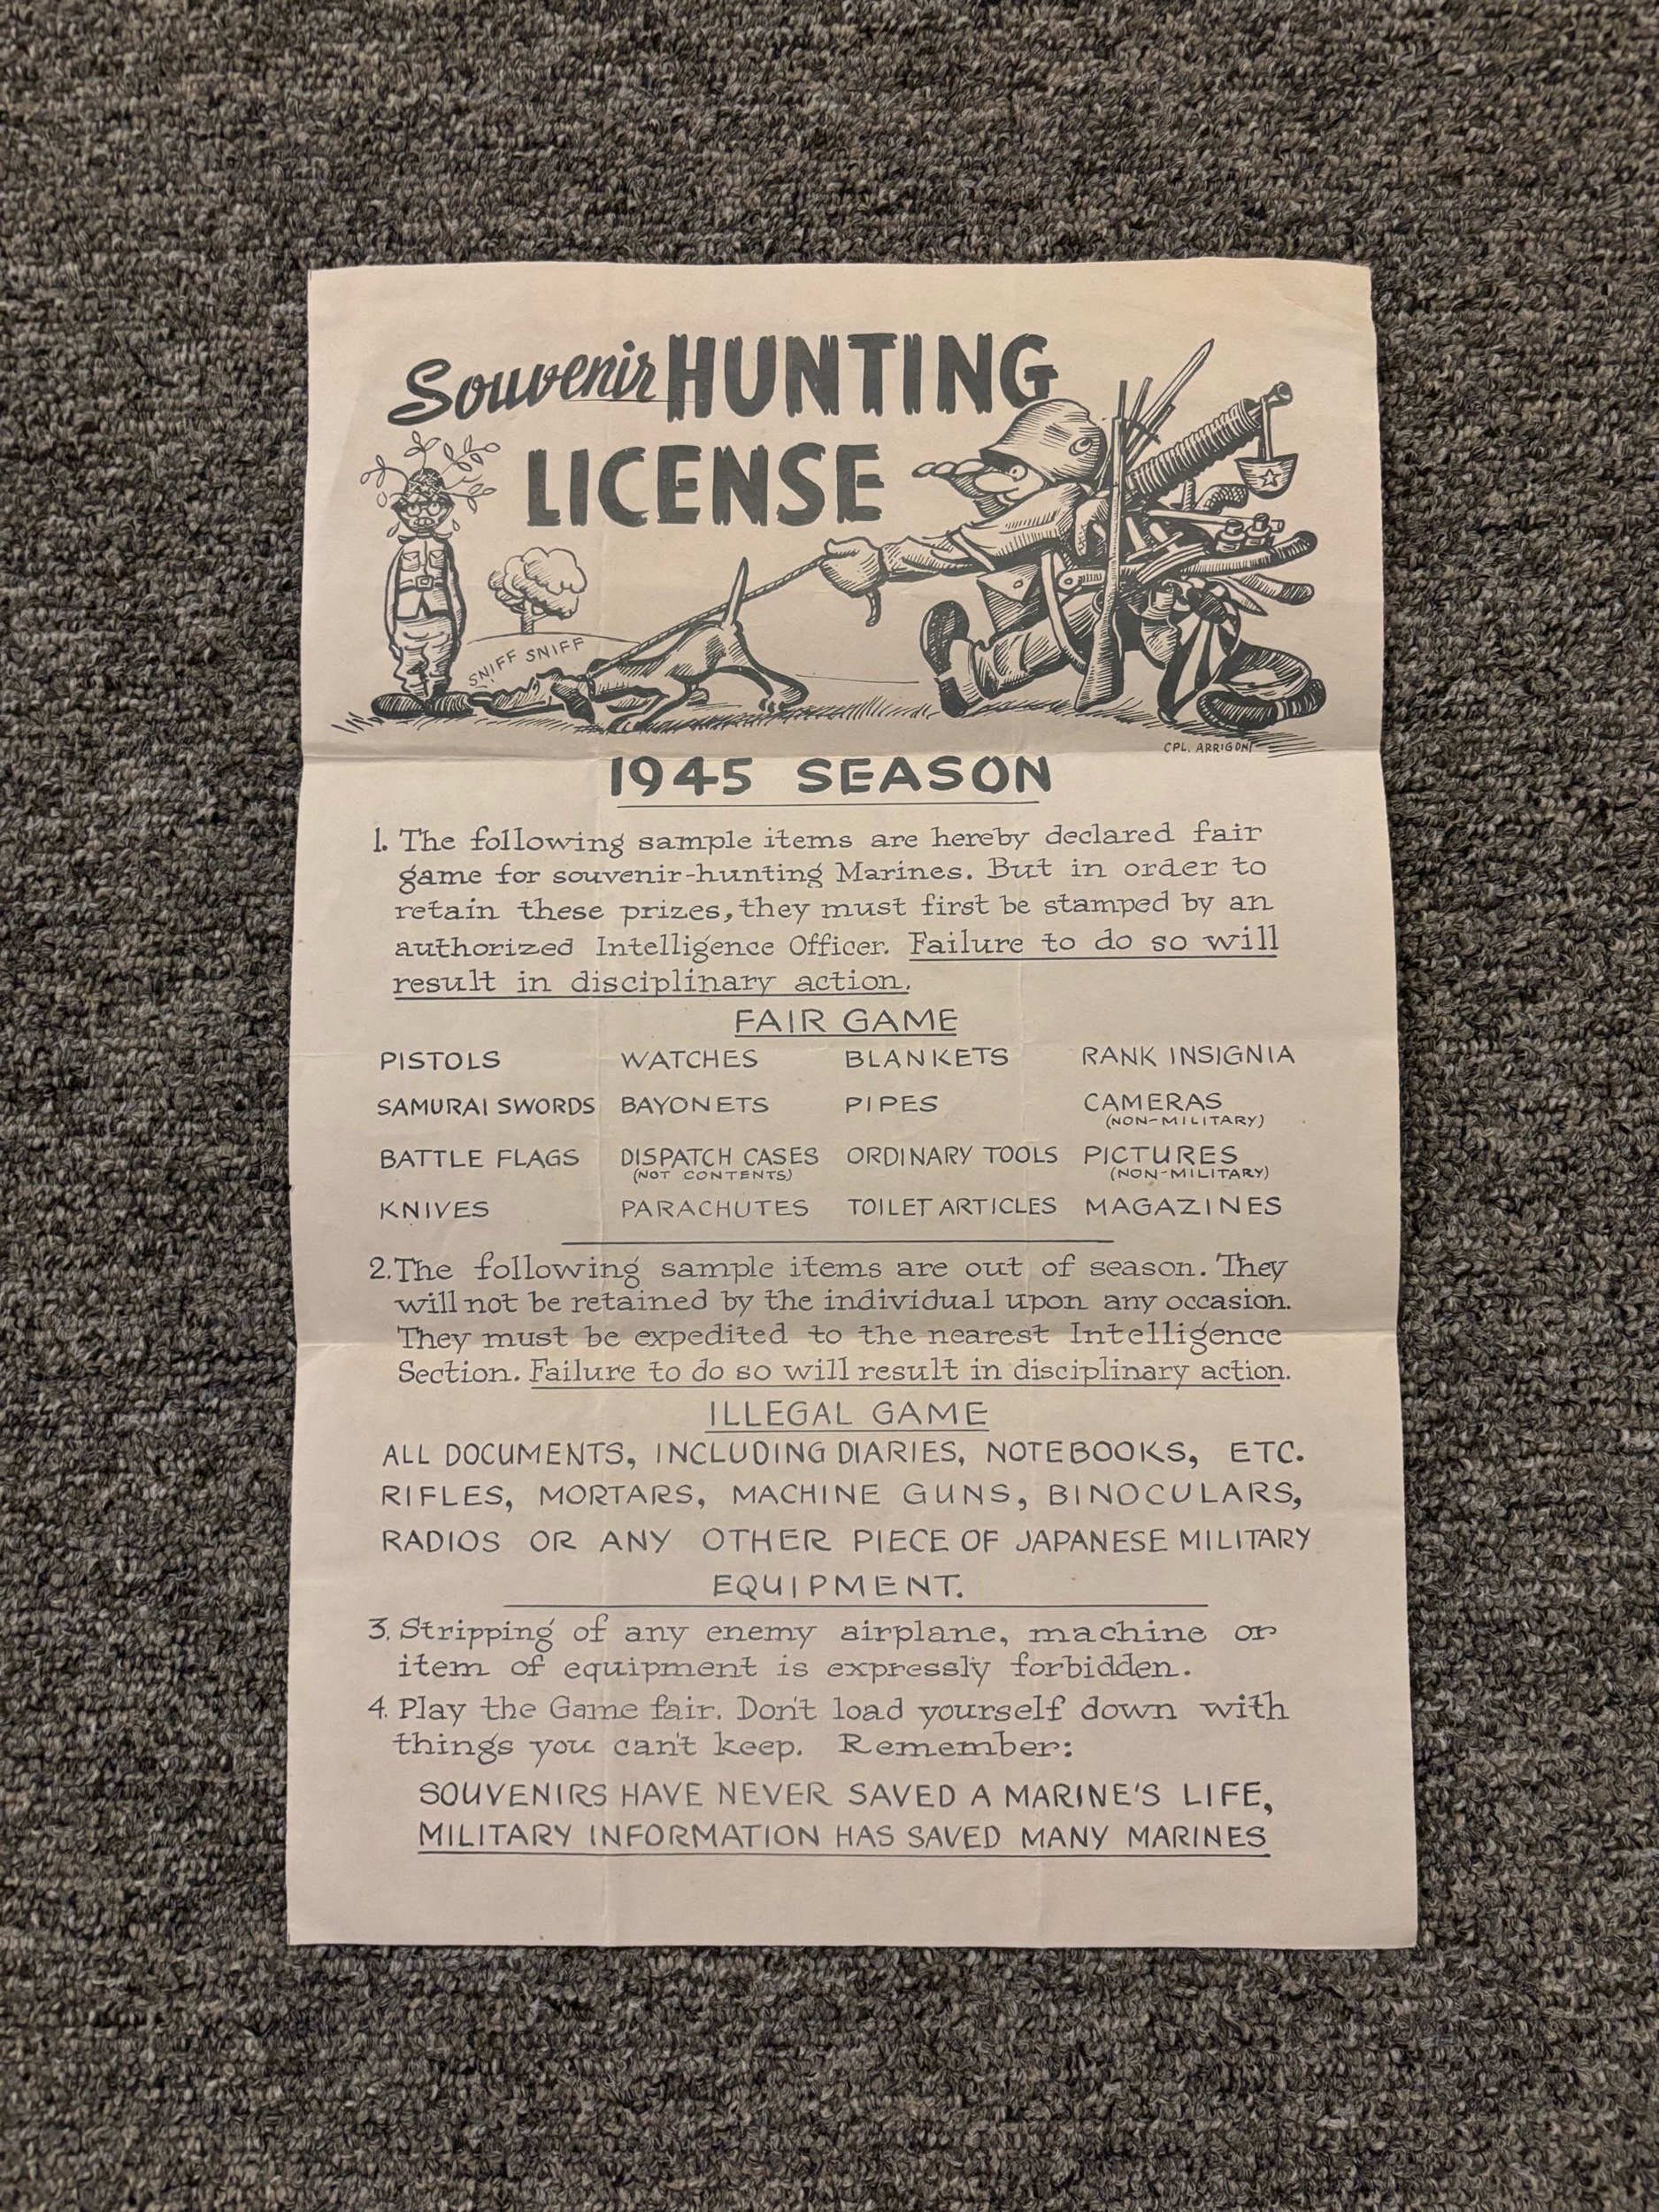 Souvenir HUNTING
LICENSE
SNIFF SNIFF
CPL. ARRIGONI
1945 SEASON
1. The following sample items are hereby declared fair
game for souvenir-hunting Marines. But in order to
retain these prizes, they must first be stamped by an
authorized Intelligence Officer. Failure to do so will
result in disciplinary action.
FAIR GAME
PISTOLS WATCHES BLANKETS RANK INSIGNIA
SAMURAI SWORDS BAYONETS PIPES CAMERAS
(NON-MILITARY)
BATTLE FLAGS DISPATCH CASES ORDINARY TOOLS PICTURES
(NOT CONTENTS) (NON-MILITARY)
KNIVES PARACHUTES TOILET ARTICLES MAGAZINES
2. The following sample items are out of season. They
will not be retained by the individual upon any occasion.
They must be expedited to the nearest Intelligence
Section. Failure to do so will result in disciplinary action.
ILLEGAL GAME
ALL DOCUMENTS, INCLUDING DIARIES, NOTEBOOKS, ETC.
RIFLES, MORTARS, MACHINE GUNS, BINOCULARS,
RADIOS OR ANY OTHER PIECE OF JAPANESE MILITARY
EQUIPMENT.
3. Stripping of any enemy airplane, machine or
item of equipment is expressly forbidden.
4. Play the Game fair. Don't load yourself down with
things you can't keep. Remember:
SOUVENIRS HAVE NEVER SAVED A MARINE'S LIFE,
MILITARY INFORMATION HAS SAVED MANY MARINES